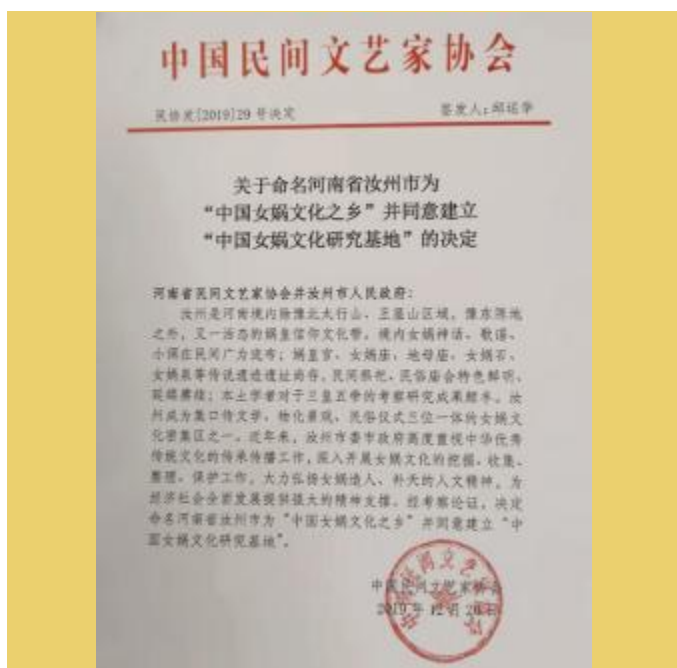 中国民间文艺家协会
民协发[2019]29号决定 签发人:邱运华
关于命名河南省汝州市为
“中国女娲文化之乡”并同意建立
“中国女娲文化研究基地”的决定
河南省民间文艺家协会并汝州市人民政府:
汝州是河南境内除豫北太行山、王屋山区域,豫东原地
之外,又一活态的娲皇信仰文化带。境内女娲神话、歌谣、
小调在民间广为流布;娲皇宫、女娲庙、地母庙、女娲石、
女娲泉等传说遗迹遗址尚存,民间祭祀、民俗庙会特色鲜明、
延绵赓续;本土学者对于三皇五帝的考察研究成果颇丰。汝
州成为集口传文学、物化景观、民俗仪式三位一体的女娲文
化密集区之一。近年来,汝州市委市政府高度重视中华优秀
传统文化的传承传播工作,深入开展女娲文化的挖掘、收集、
整理、保护工作,大力弘扬女娲造人、补天的人文精神,为
经济社会全面发展提供强大的精神支撑。经考察论证,决定
命名河南省汝州市为“中国女娲文化之乡”并同意建立“中
国女娲文化研究基地”。
中国民间文艺家协会
2019年12月26日